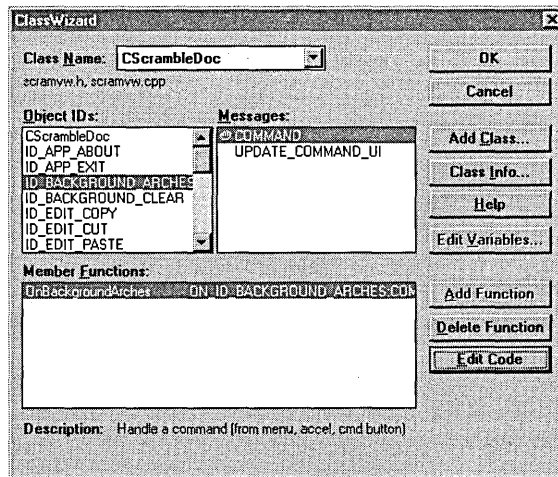 ClassWizard
Class Name: CScrambleDoc
scramvw.h, scramvw.cpp
OK
Cancel
Object IDs:
CScrambleDoc
ID_APP_ABOUT
ID_APP_EXIT
ID_BACKGROUND_ARCHES
ID_BACKGROUND_CLEAR
ID_EDIT_COPY
ID_EDIT_CUT
ID_EDIT_PASTE
Messages:
COMMAND
UPDATE_COMMAND_UI
Add Class...
Class Info...
Help
Edit Variables...
Member Functions:
OnBackgroundArches ON_ID_BACKGROUND_ARCHES:COM
Add Function
Delete Function
Edit Code
Description: Handle a command (from menu, accel, cmd button)